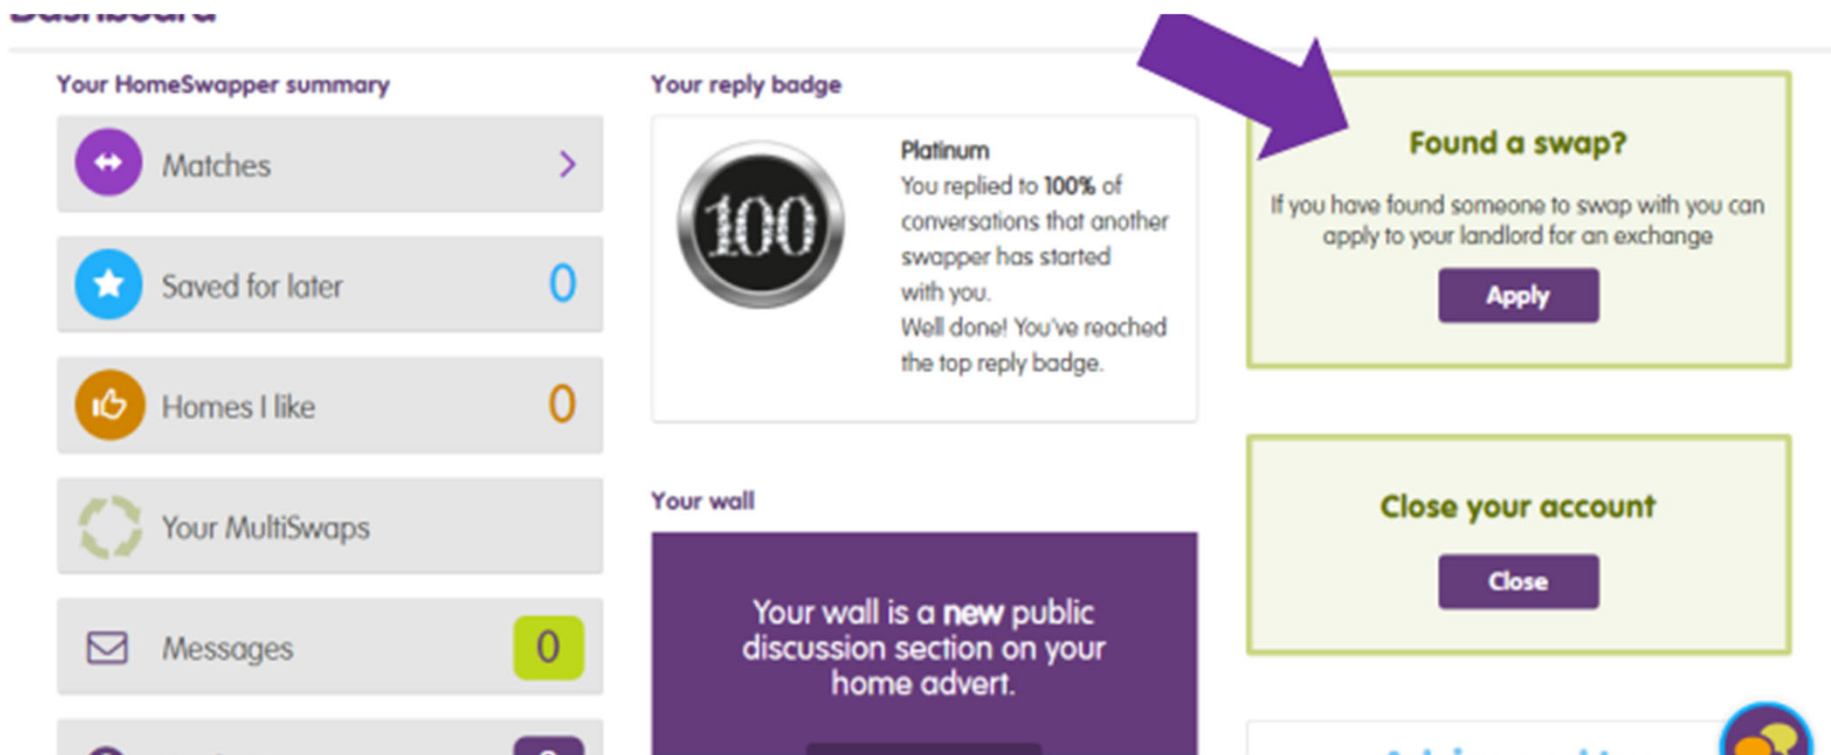 Dashboard
Your HomeSwapper summary
Matches
Saved for later 0
Homes I like 0
Your MultiSwaps
Messages 0
Your reply badge
100
Platinum
You replied to 100% of
conversations that another
swapper has started
with you.
Well done! You've reached
the top reply badge.
Your wall
Your wall is a new public
discussion section on your
home advert.
Found a swap?
If you have found someone to swap with you can
apply to your landlord for an exchange
Apply
Close your account
Close